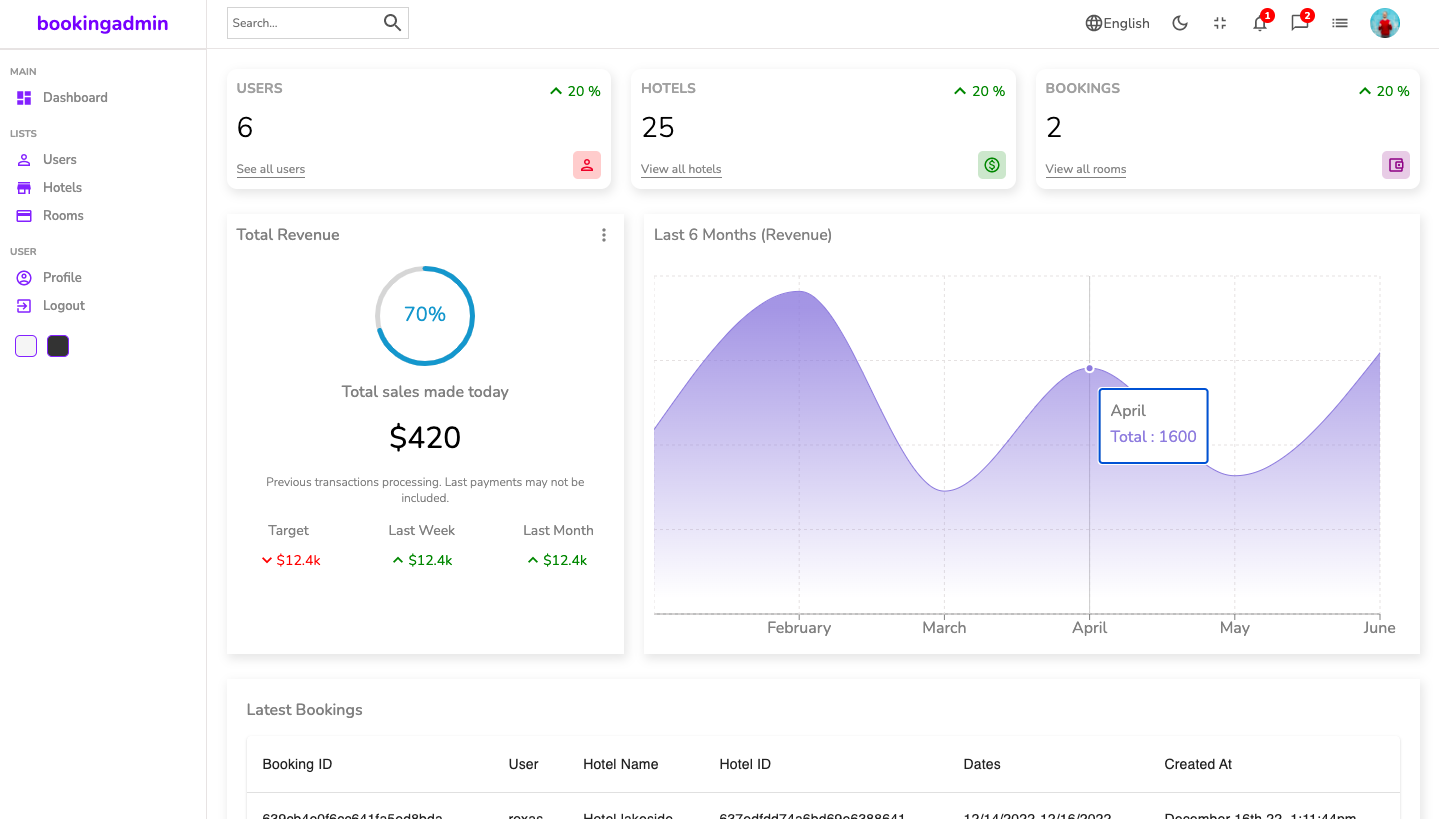 bookingadmin
Search...
English
1
2
MAIN
Dashboard
LISTS
Users
Hotels
Rooms
USER
Profile
Logout
USERS
20 %
6
See all users
HOTELS
20 %
25
View all hotels
BOOKINGS
20 %
2
View all rooms
Total Revenue
70%
Total sales made today
$420
Previous transactions processing. Last payments may not be
included.
Target Last Week Last Month
$12.4k $12.4k $12.4k
Last 6 Months (Revenue)
April
Total : 1600
February March April May June
Latest Bookings
Booking ID User Hotel Name Hotel ID Dates Created At
roxas Hotel lakeside 12/14/2022-12/16/2022 December 16th 22, 1:11:44pm